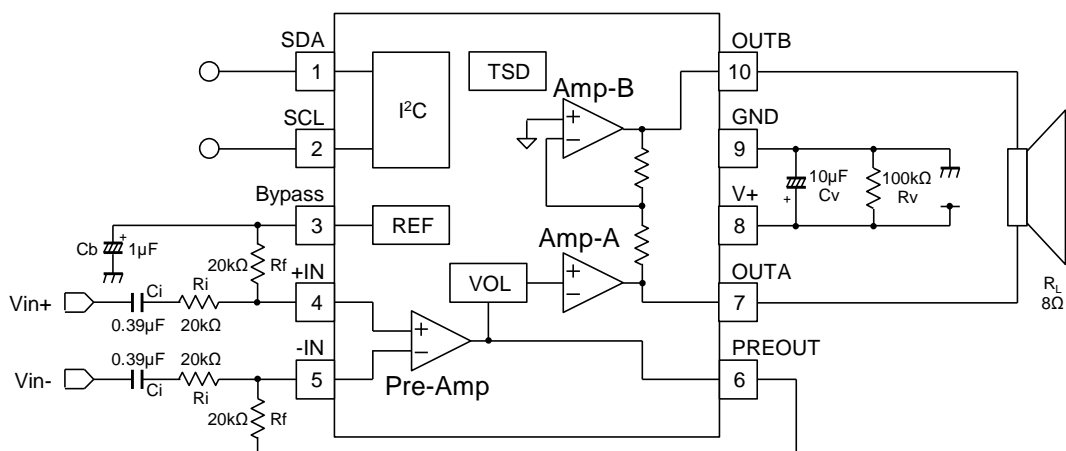 SDA
1
SCL
2
I²C
TSD
Amp-B
+
−
OUTB
10
GND
9
10µF
Cv
+
100kΩ
Rv
V+
8
Bypass
3
REF
Cb
+
1µF
20kΩ
Rf
Amp-A
+
−
VOL
OUTA
7
RL
8Ω
Vin+
Ci
0.39µF
Ri
20kΩ
+IN
4
+
−
Pre-Amp
PREOUT
6
Vin-
0.39µF
Ci
20kΩ
Ri
-IN
5
20kΩ
Rf